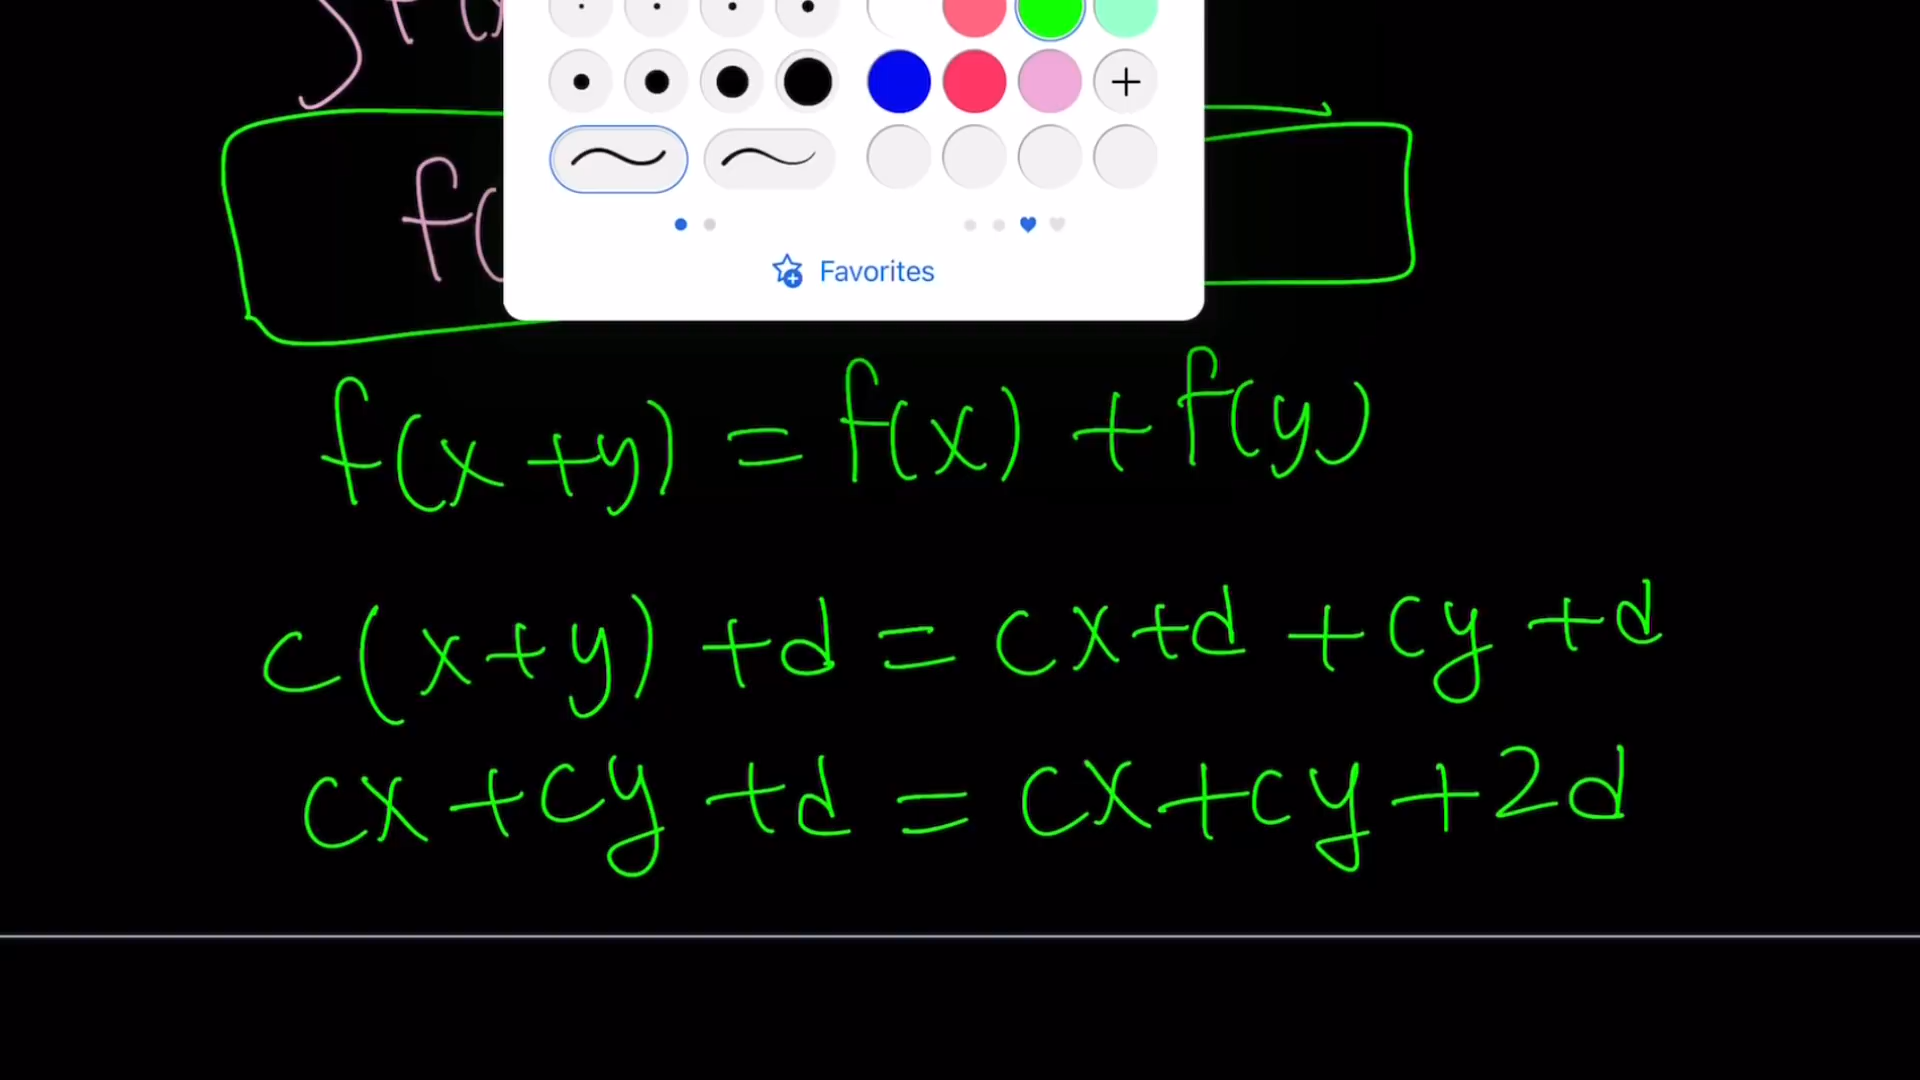 f(
Favorites
f(x+y) = f(x) + f(y)
c(x+y) +d = cx+d + cy +d
cx+cy +d = cx+cy+2d